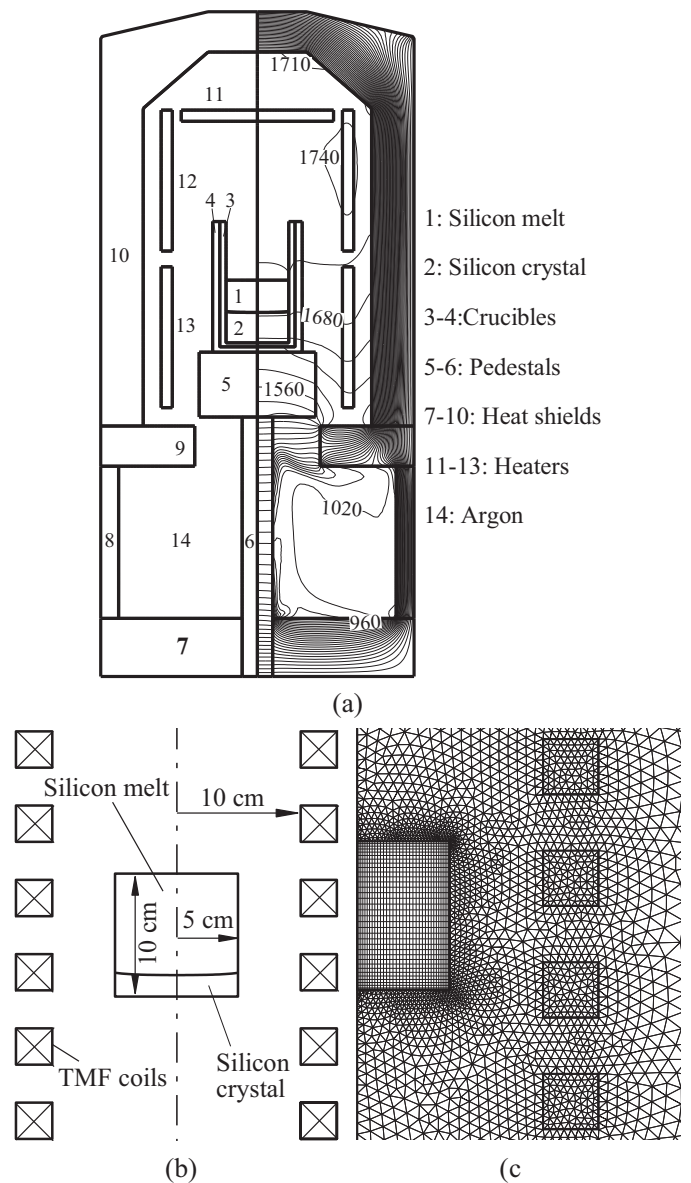 1710
11
1740
12
4 3
10
1
1680
2
13
5
1560
9
1020
8
14
6
960
7
1: Silicon melt
2: Silicon crystal
3-4:Crucibles
5-6: Pedestals
7-10: Heat shields
11-13: Heaters
14: Argon
(a)
Silicon melt
10 cm
10 cm
5 cm
TMF coils
Silicon
crystal
(b)
(c